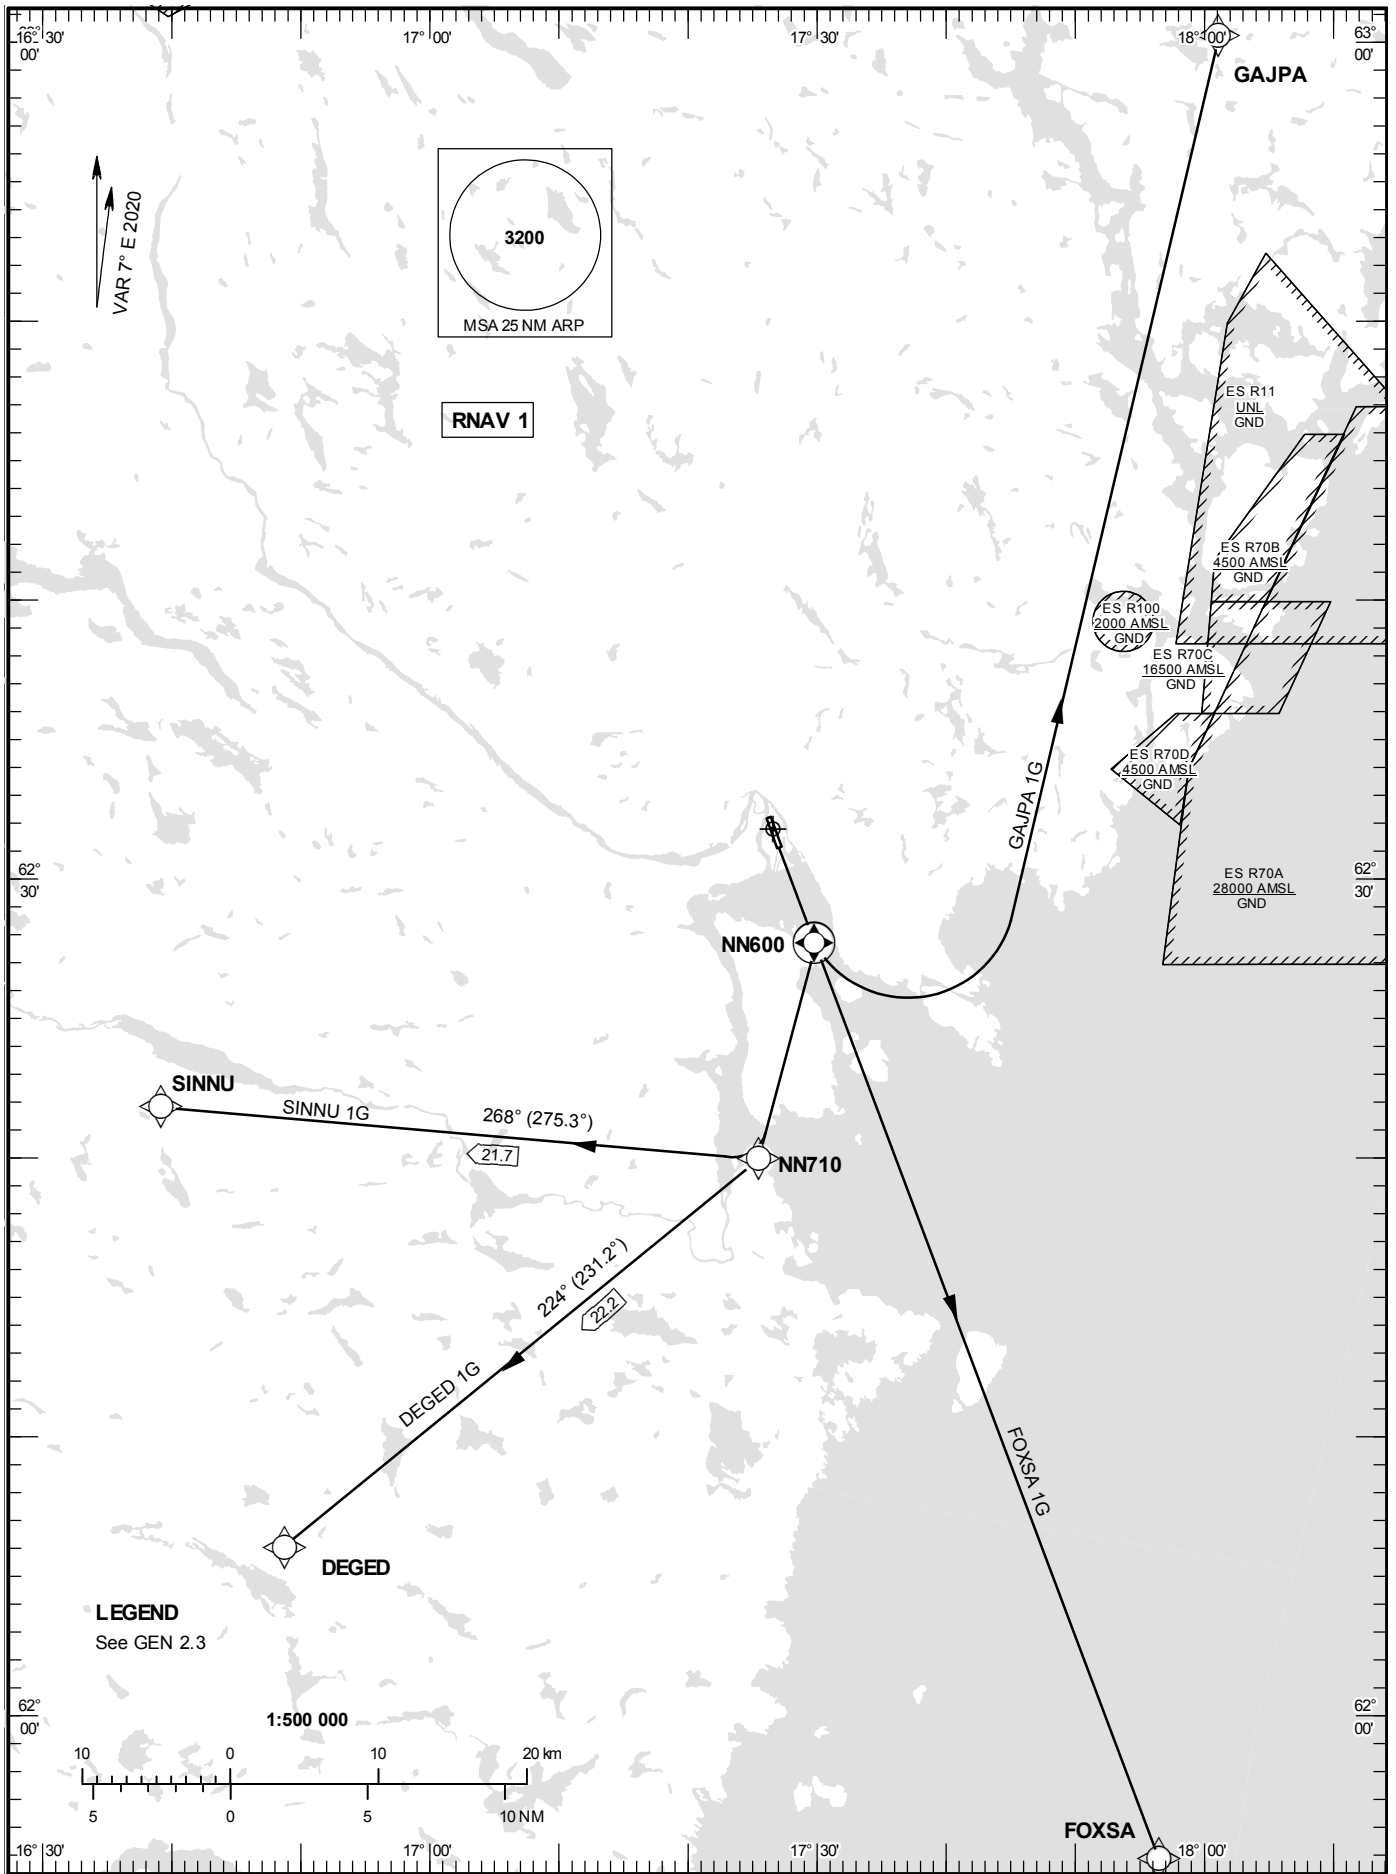 16° 30'
17° 00'
17° 30'
18° 00'
63°
00'
00'
GAJPA
VAR 7° E 2020
3200
MSA 25 NM ARP
RNAV 1
ES R11
UNL
GND
ES R70B
4500 AMSL
GND
ES R100
2000 AMSL
GND
ES R70C
16500 AMSL
GND
ES R70D
4500 AMSL
GND
GAJPA 1G
62°
30'
62°
30'
ES R70A
28000 AMSL
GND
NN600
SINNU
SINNU 1G
268° (275.3°)
21.7
NN710
224° (231.2°)
22.2
DEGED 1G
FOXSA 1G
DEGED
LEGEND
See GEN 2.3
62°
00'
62°
00'
1:500 000
10 0 10 20 km
5 0 5 10 NM
FOXSA
16° 30'
17° 00'
17° 30'
18° 00'